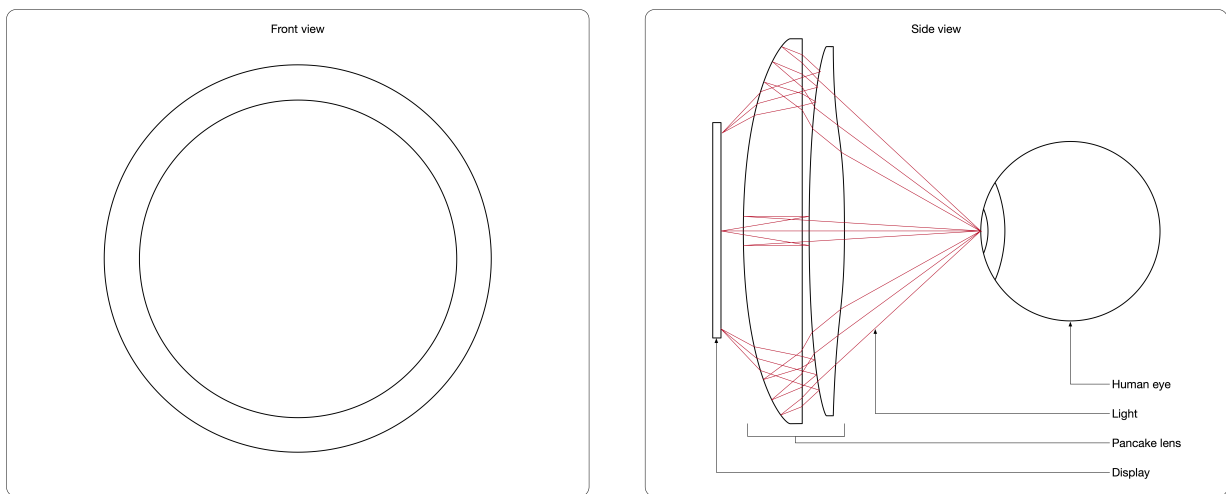 Front view
Side view
Human eye
Light
Pancake lens
Display